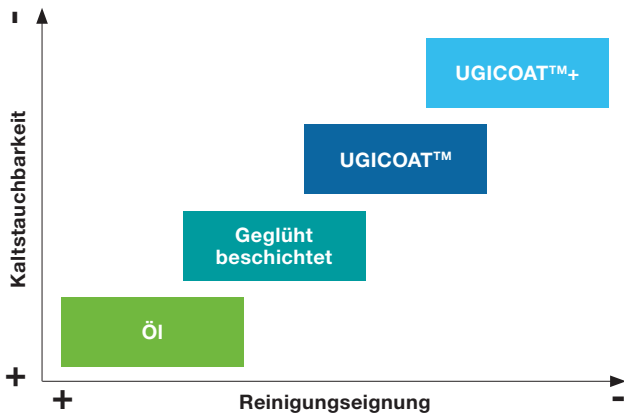 -
UGICOAT™+
UGICOAT™
Kaltstauchbarkeit
Geglüht
beschichtet
Öl
+
+
Reinigungseignung
-